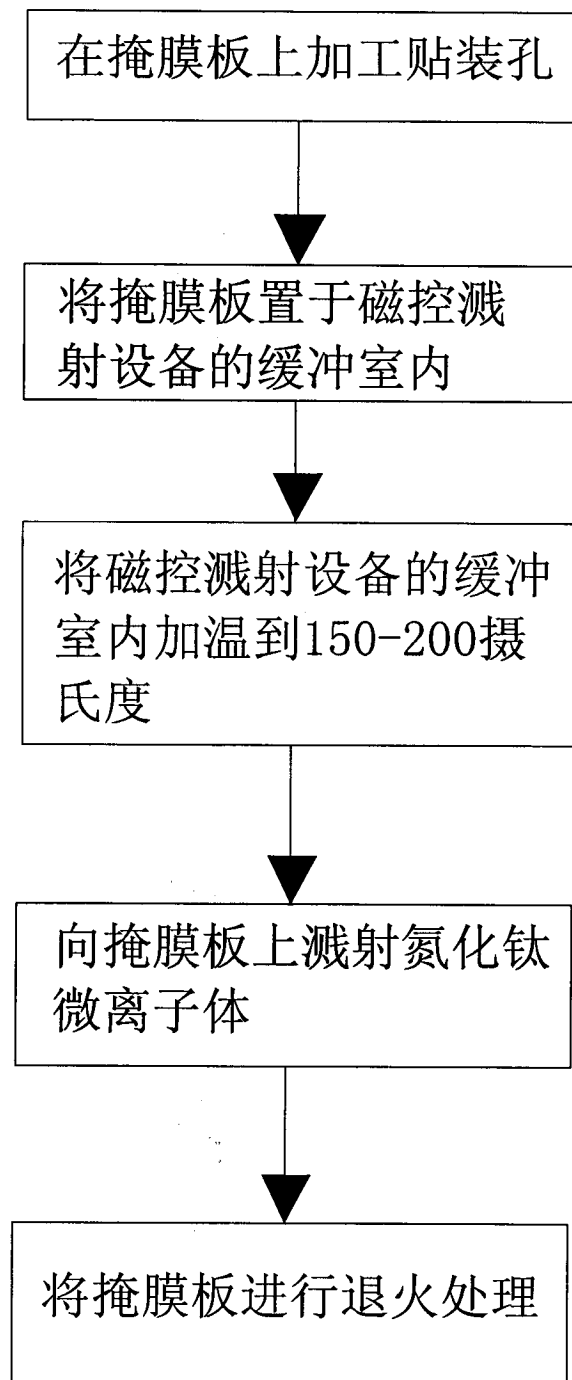 在掩膜板上加工贴装孔
将掩膜板置于磁控溅
射设备的缓冲室内
将磁控溅射设备的缓冲
室内加温到150-200摄
氏度
向掩膜板上溅射氮化钛
微离子体
将掩膜板进行退火处理